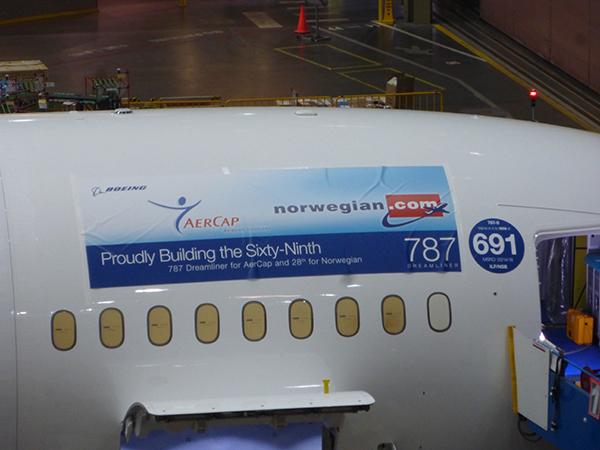 BOEING
AERCAP
norwegian.com
Proudly Building the Sixty-Ninth
787 Dreamliner for AerCap and 28th for Norwegian
787
DREAMLINER
691